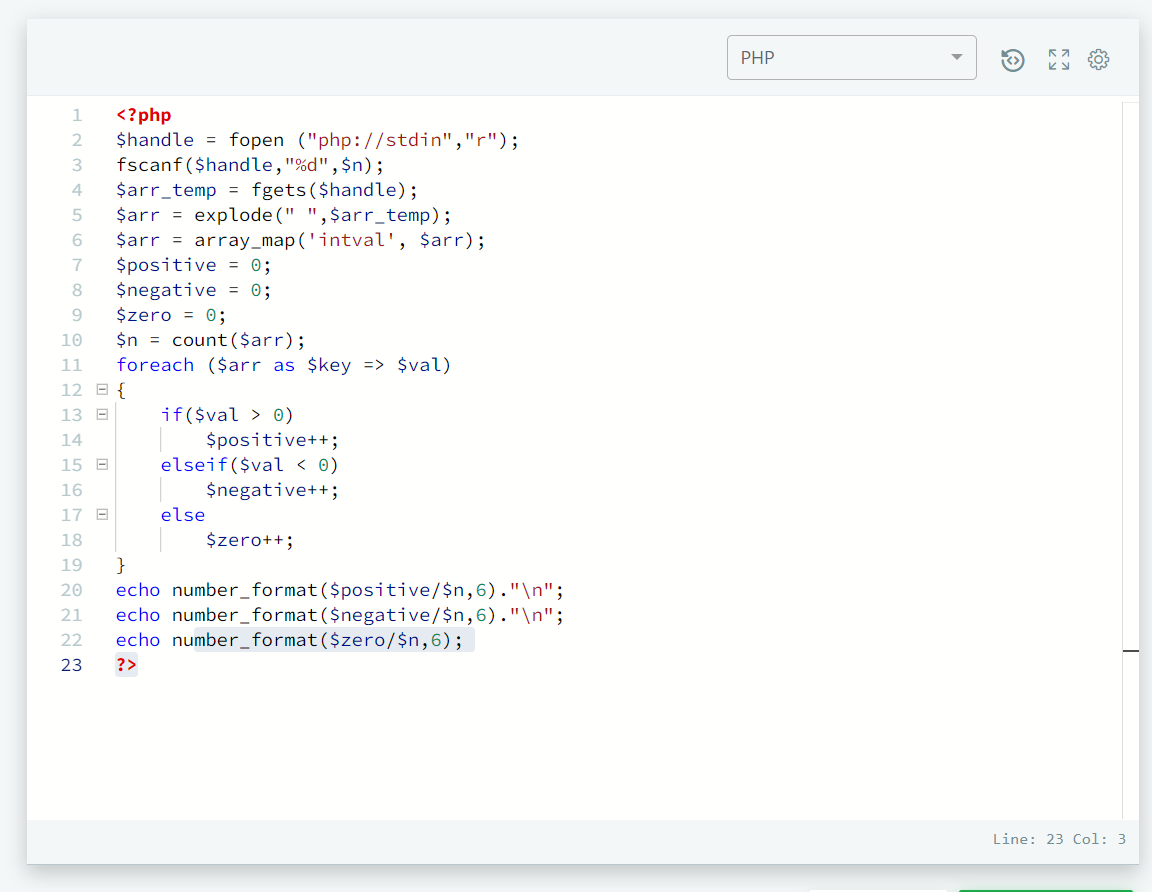 PHP
1 <?php
2 $handle = fopen ("php://stdin","r");
3 fscanf($handle,"%d",$n);
4 $arr_temp = fgets($handle);
5 $arr = explode(" ",$arr_temp);
6 $arr = array_map('intval', $arr);
7 $positive = 0;
8 $negative = 0;
9 $zero = 0;
10 $n = count($arr);
11 foreach ($arr as $key => $val)
12 {
13     if($val > 0)
14         $positive++;
15     elseif($val < 0)
16         $negative++;
17     else
18         $zero++;
19 }
20 echo number_format($positive/$n,6)."\n";
21 echo number_format($negative/$n,6)."\n";
22 echo number_format($zero/$n,6);
23 ?>
Line: 23 Col: 3